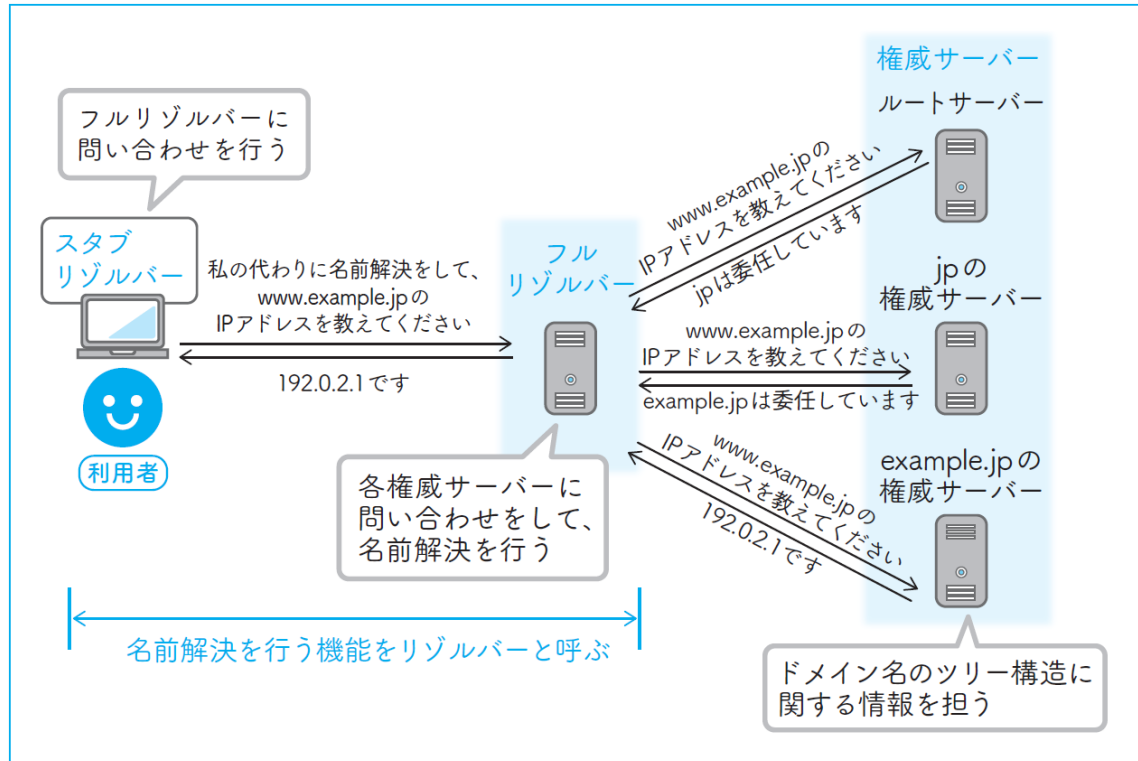 権威サーバー
ルートサーバー
フルリゾルバーに
問い合わせを行う
www.example.jpの
IPアドレスを教えてください
jpは委任しています
スタブ
リゾルバー
フル
リゾルバー
私の代わりに名前解決をして、
www.example.jpの
IPアドレスを教えてください
192.0.2.1です
jpの
権威サーバー
www.example.jpの
IPアドレスを教えてください
example.jpは委任しています
利用者
各権威サーバーに
問い合わせをして、
名前解決を行う
www.example.jpの
IPアドレスを教えてください
192.0.2.1です
example.jpの
権威サーバー
名前解決を行う機能をリゾルバーと呼ぶ
ドメイン名のツリー構造に
関する情報を担う